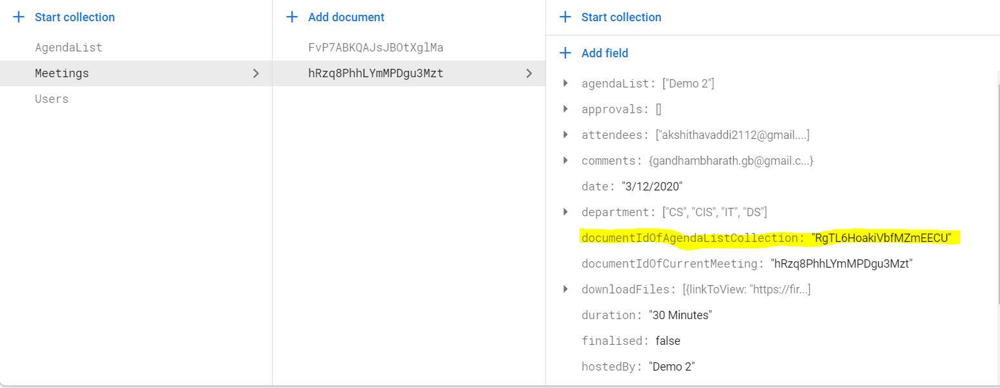 Start collection
AgendaList
Meetings
Users
Add document
FvP7ABKQAJsJBOtXglMa
hRzq8PhhLYmMPDgu3Mzt
Start collection
Add field
agendaList: ["Demo 2"]
approvals: []
attendees: ["akshithavaddi2112@gmail....]
comments: {gandhambharath.gb@gmail.c...}
date: "3/12/2020"
department: ["CS", "CIS", "IT", "DS"]
documentIdOfAgendaListCollection: "RgTL6HoakiVbfMZmEECU"
documentIdOfCurrentMeeting: "hRzq8PhhLYmMPDgu3Mzt"
downloadFiles: [{linkToView: "https://fir...]
duration: "30 Minutes"
finalised: false
hostedBy: "Demo 2"